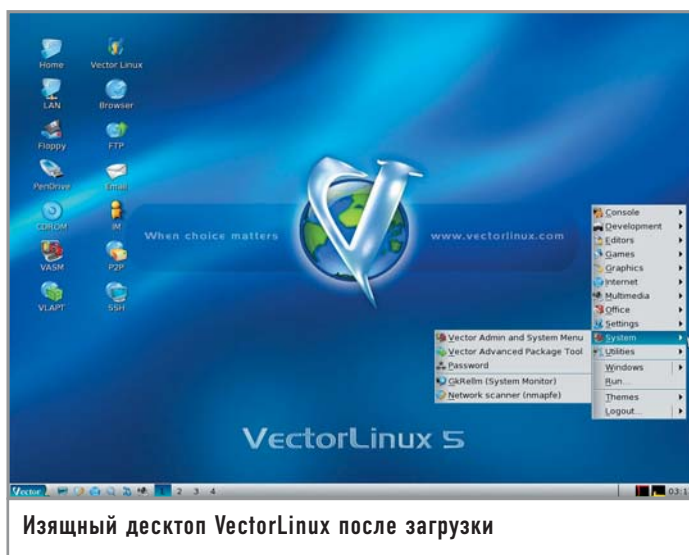 Home
Vector Linux
LAN
Browser
Floppy
FTP
PenDrive
Email
CDROM
IM
VASM
P2P
VLAPT
SSH
When choice matters
www.vectorlinux.com
Console
Development
Editors
Games
Graphics
Internet
Multimedia
Office
Settings
System
Utilities
Windows
Run...
Themes
Logout...
Vector Admin and System Menu
Vector Advanced Package Tool
Password
GkRellm (System Monitor)
Network scanner (nmapfe)
VectorLinux 5
Vector 1 2 3 4
Изящный десктоп VectorLinux после загрузки